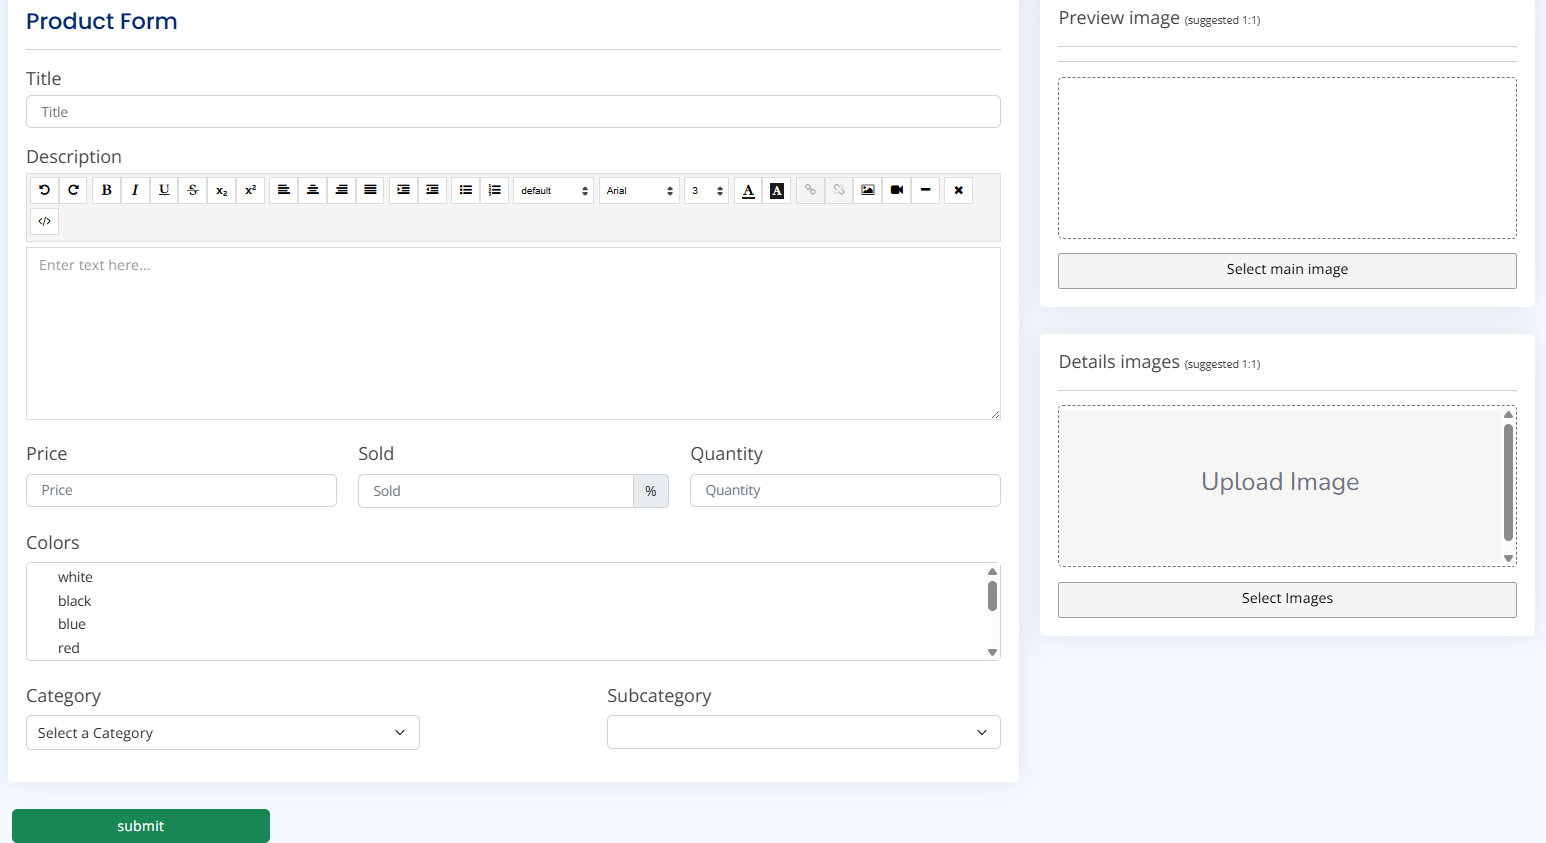 Product Form
Title
Title
Description
B I U S x₂ x² default Arial 3 A A
</>
Enter text here...
Price Sold Quantity
Price Sold % Quantity
Colors
white
black
blue
red
Category Subcategory
Select a Category
submit
Preview image (suggested 1:1)
Select main image
Details images (suggested 1:1)
Upload Image
Select Images